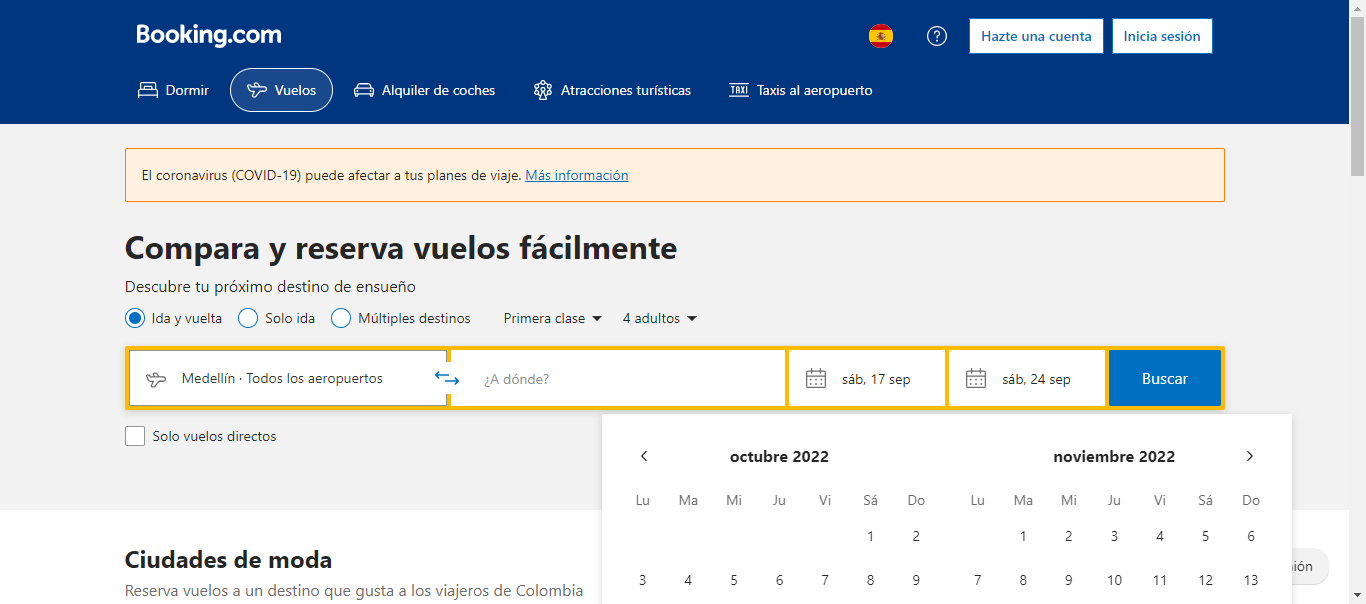 Booking.com
Hazte una cuenta
Inicia sesión
Dormir
Vuelos
Alquiler de coches
Atracciones turísticas
TAXI Taxis al aeropuerto
El coronavirus (COVID-19) puede afectar a tus planes de viaje. Más información
Compara y reserva vuelos fácilmente
Descubre tu próximo destino de ensueño
Ida y vuelta
Solo ida
Múltiples destinos
Primera clase
4 adultos
Medellín · Todos los aeropuertos
¿A dónde?
sáb, 17 sep
sáb, 24 sep
Buscar
Solo vuelos directos
octubre 2022
Lu Ma Mi Ju Vi Sá Do
1 2
3 4 5 6 7 8 9
noviembre 2022
Lu Ma Mi Ju Vi Sá Do
1 2 3 4 5 6
7 8 9 10 11 12 13
Ciudades de moda
Reserva vuelos a un destino que gusta a los viajeros de Colombia